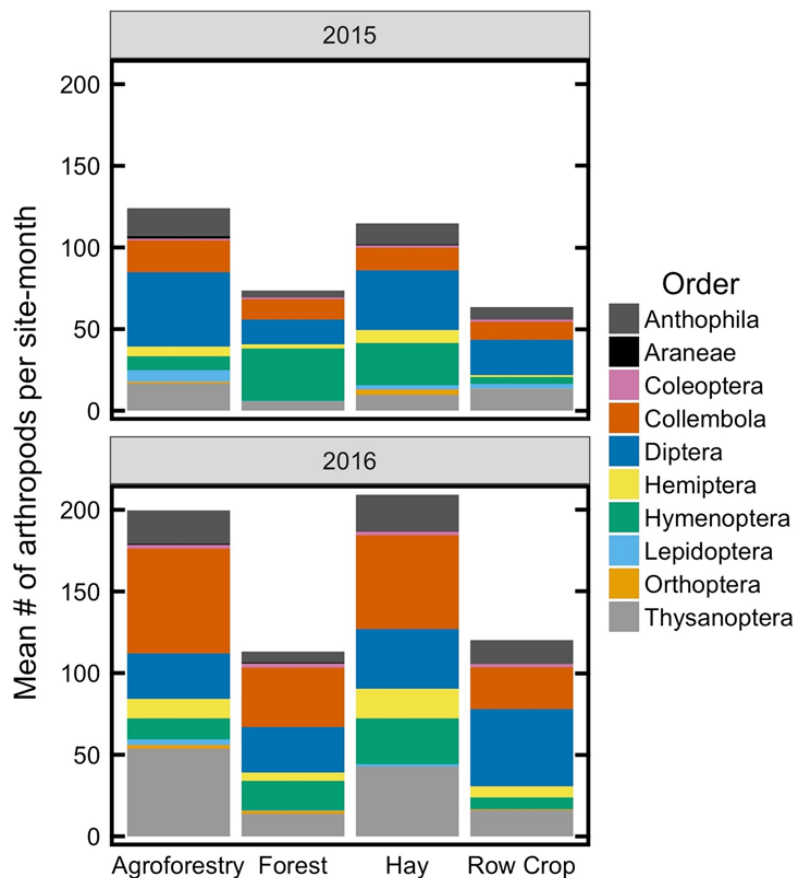 2015
200
150
100
50
0
2016
200
150
100
50
0
Agroforestry Forest Hay Row Crop
Mean # of arthropods per site-month
Order
Anthophila
Araneae
Coleoptera
Collembola
Diptera
Hemiptera
Hymenoptera
Lepidoptera
Orthoptera
Thysanoptera